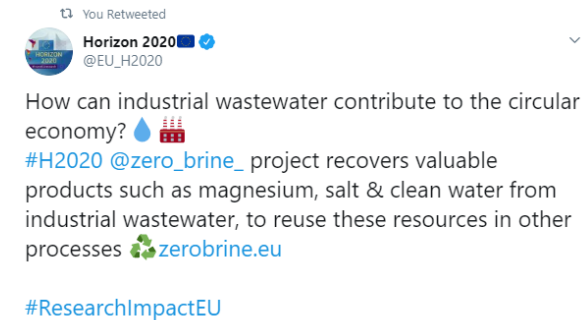 You Retweeted
Horizon 2020🇪🇺
@EU_H2020
HORIZON
2020
How can industrial wastewater contribute to the circular
economy? 💧 🏭
#H2020 @zero_brine_ project recovers valuable
products such as magnesium, salt & clean water from
industrial wastewater, to reuse these resources in other
processes ♻️ zerobrine.eu
#ResearchImpactEU